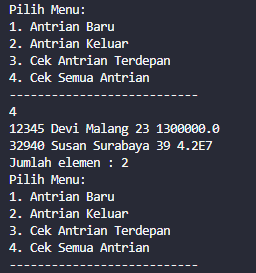 Pilih Menu:
1. Antrian Baru
2. Antrian Keluar
3. Cek Antrian Terdepan
4. Cek Semua Antrian
---------------------------
4
12345 Devi Malang 23 1300000.0
32940 Susan Surabaya 39 4.2E7
Jumlah elemen : 2
Pilih Menu:
1. Antrian Baru
2. Antrian Keluar
3. Cek Antrian Terdepan
4. Cek Semua Antrian
---------------------------